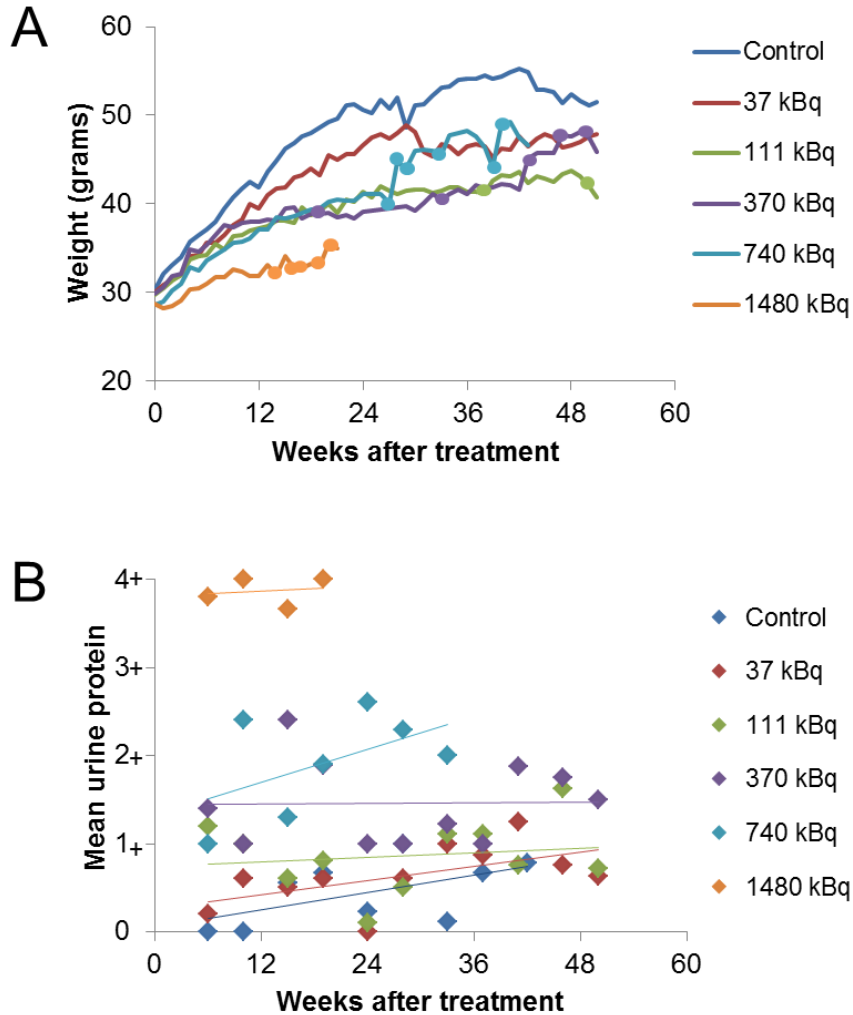 A
60
50
40
30
20
Weight (grams)
0 12 24 36 48 60
Weeks after treatment
Control
37 kBq
111 kBq
370 kBq
740 kBq
1480 kBq
B
4+
3+
2+
1+
0
Mean urine protein
0 12 24 36 48 60
Weeks after treatment
Control
37 kBq
111 kBq
370 kBq
740 kBq
1480 kBq